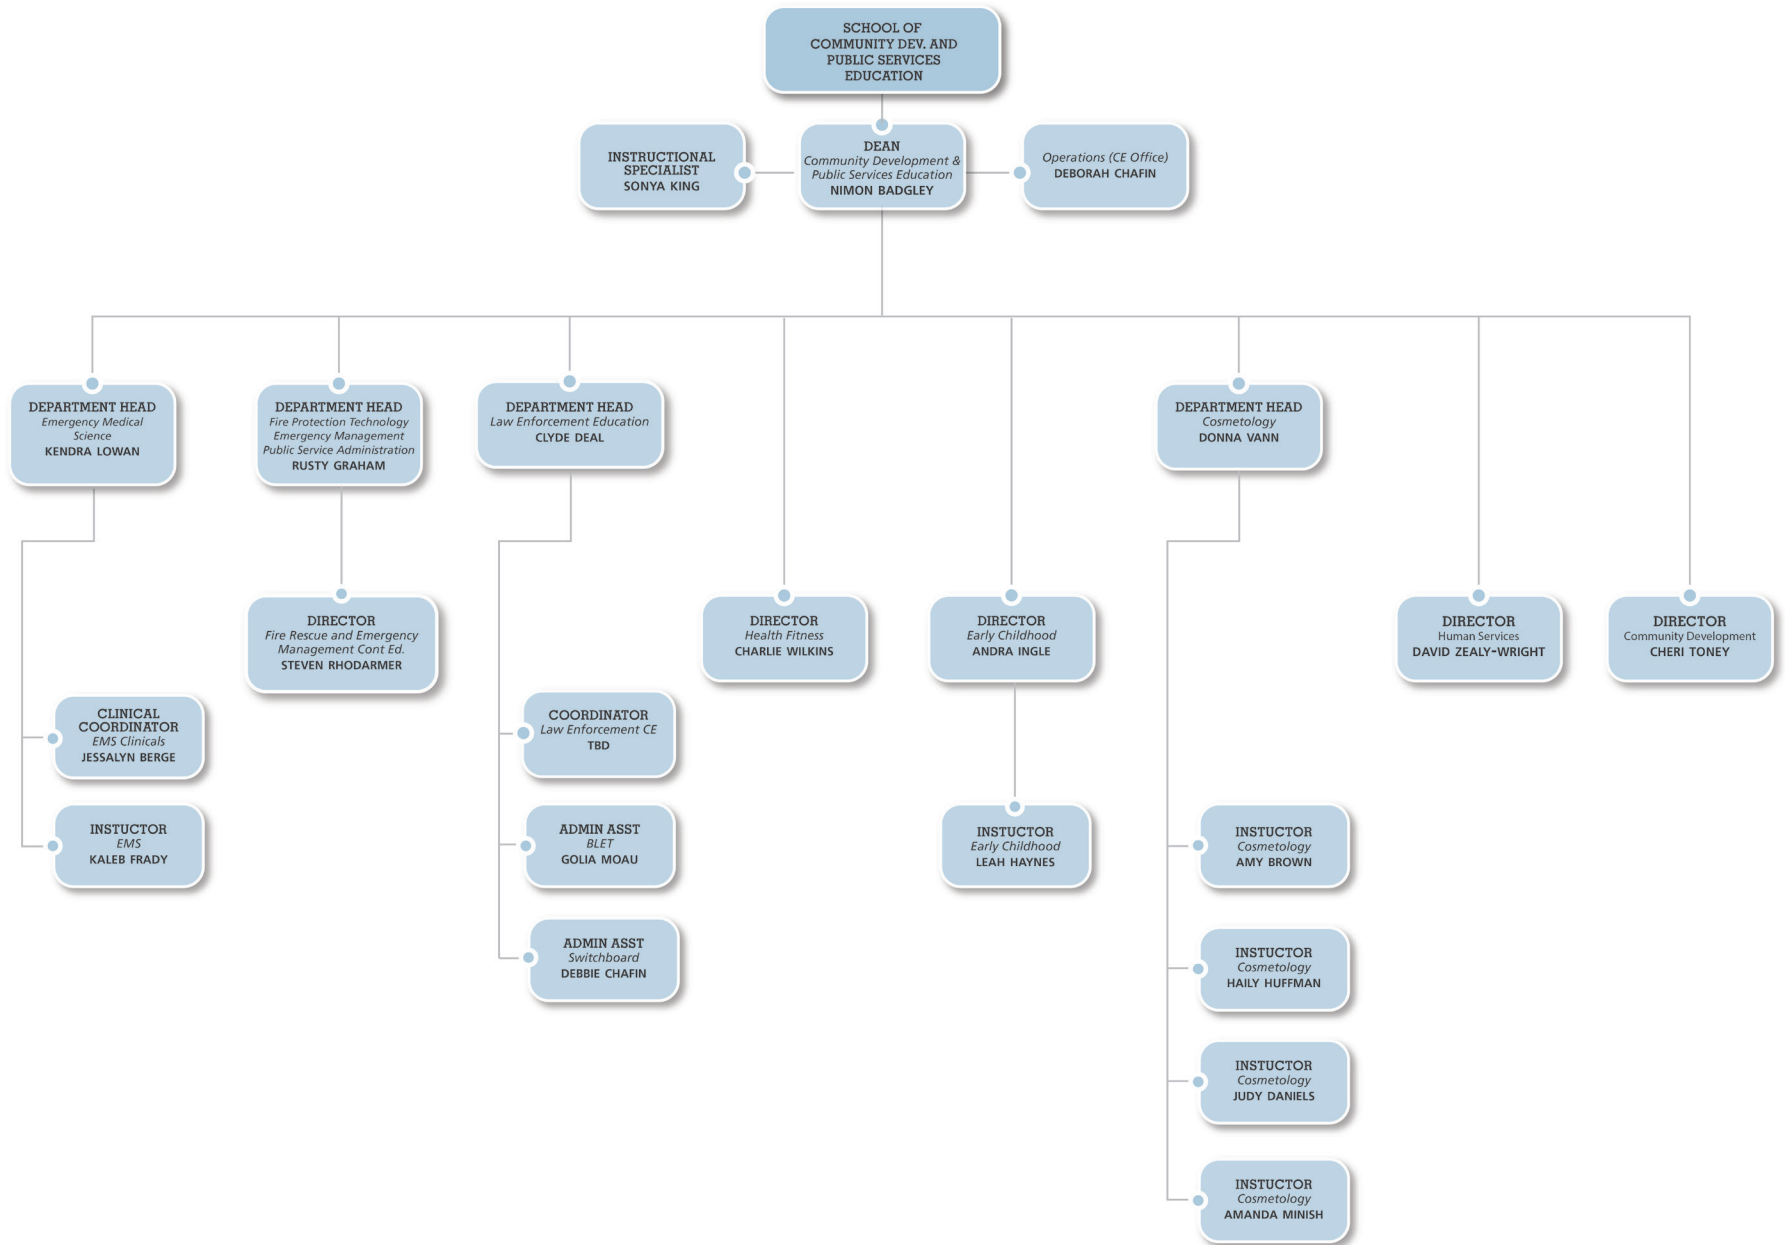 SCHOOL OF
COMMUNITY DEV. AND
PUBLIC SERVICES
EDUCATION
INSTRUCTIONAL
SPECIALIST
SONYA KING
DEAN
Community Development &
Public Services Education
NIMON BADGLEY
Operations (CE Office)
DEBORAH CHAFIN
DEPARTMENT HEAD
Emergency Medical
Science
KENDRA LOWAN
DEPARTMENT HEAD
Fire Protection Technology
Emergency Management
Public Service Administration
RUSTY GRAHAM
DEPARTMENT HEAD
Law Enforcement Education
CLYDE DEAL
DEPARTMENT HEAD
Cosmetology
DONNA VANN
DIRECTOR
Fire Rescue and Emergency
Management Cont Ed.
STEVEN RHODARMER
DIRECTOR
Health Fitness
CHARLIE WILKINS
DIRECTOR
Early Childhood
ANDRA INGLE
DIRECTOR
Human Services
DAVID ZEALY-WRIGHT
DIRECTOR
Community Development
CHERI TONEY
CLINICAL
COORDINATOR
EMS Clinicals
JESSALYN BERGE
COORDINATOR
Law Enforcement CE
TBD
INSTUCTOR
EMS
KALEB FRADY
ADMIN ASST
BLET
GOLIA MOAU
INSTUCTOR
Early Childhood
LEAH HAYNES
INSTUCTOR
Cosmetology
AMY BROWN
ADMIN ASST
Switchboard
DEBBIE CHAFIN
INSTUCTOR
Cosmetology
HAILY HUFFMAN
INSTUCTOR
Cosmetology
JUDY DANIELS
INSTUCTOR
Cosmetology
AMANDA MINISH